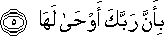 بِأَنَّ رَبَّكَ أَوْحَىٰ لَهَا ۝٥